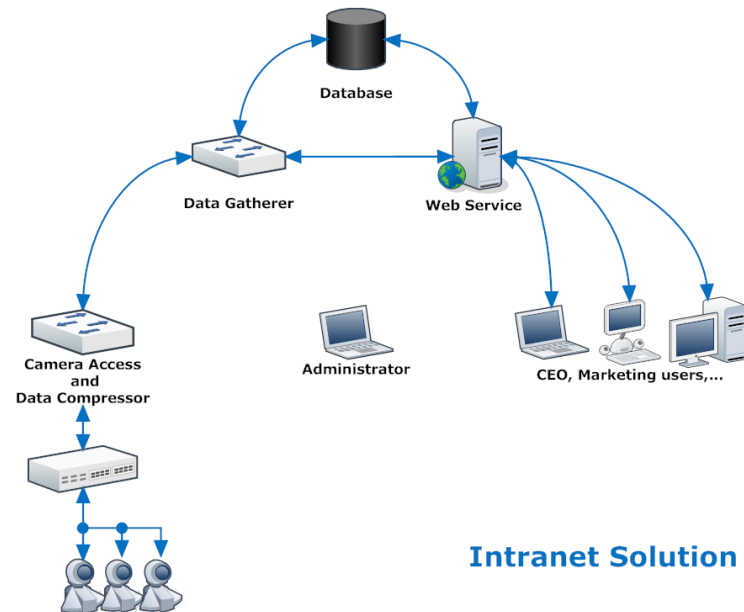 Database
Data Gatherer
Web Service
Camera Access
and
Data Compressor
Administrator
CEO, Marketing users,...
Intranet Solution